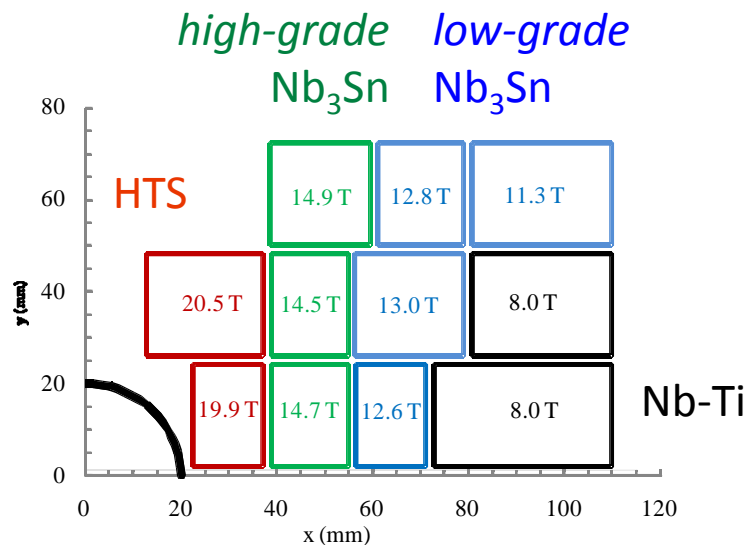 high-grade low-grade
Nb₃Sn Nb₃Sn
80
HTS
14.9 T 12.8 T 11.3 T
60
y (mm)
40
20.5 T 14.5 T 13.0 T 8.0 T
20
19.9 T 14.7 T 12.6 T 8.0 T
Nb-Ti
0
0 20 40 60 80 100 120
x (mm)